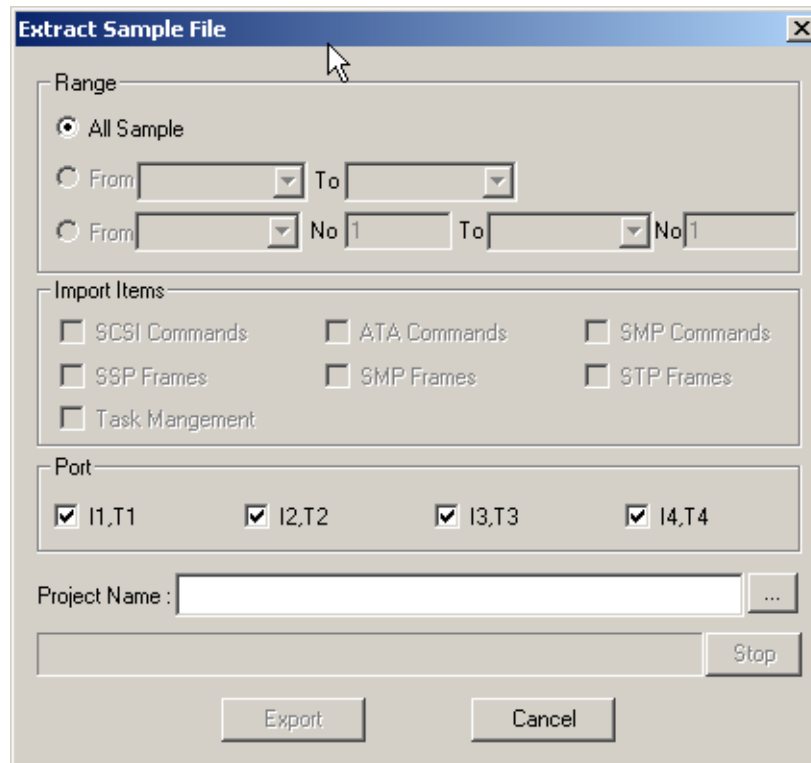 Extract Sample File
Range
All Sample
From To
From No 1 To No 1
Import Items
SCSI Commands ATA Commands SMP Commands
SSP Frames SMP Frames STP Frames
Task Mangement
Port
I1,T1 I2,T2 I3,T3 I4,T4
Project Name : ...
Stop
Export Cancel